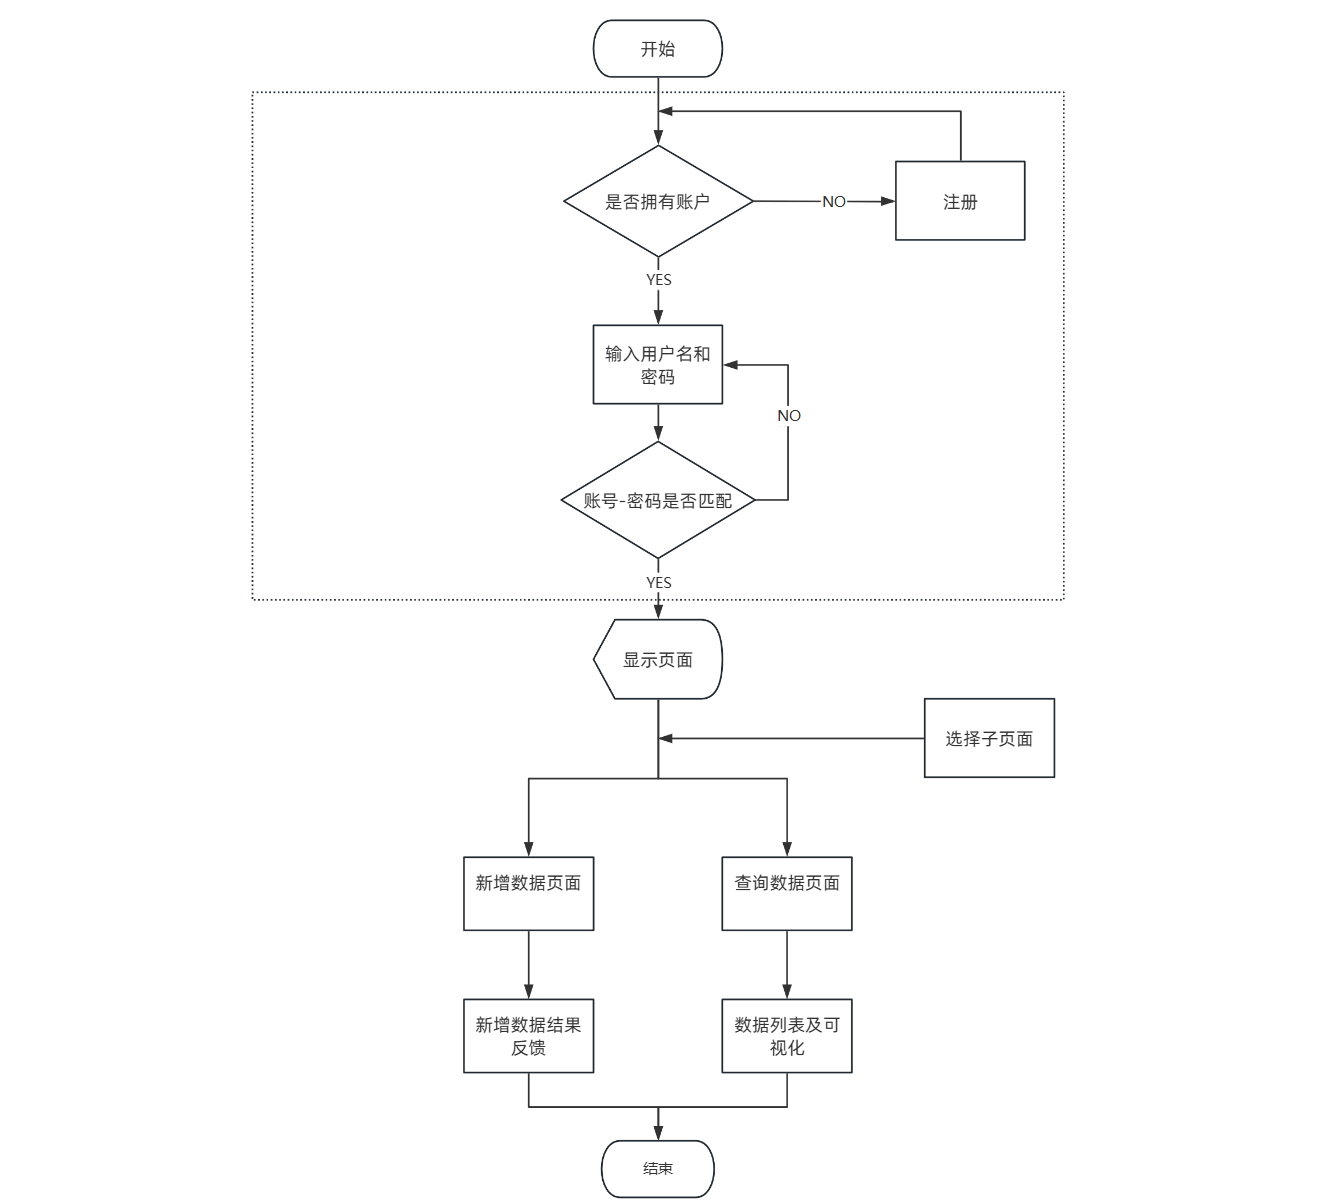 开始
是否拥有账户
NO
注册
YES
输入用户名和
密码
NO
账号-密码是否匹配
YES
显示页面
选择子页面
新增数据页面
查询数据页面
新增数据结果
反馈
数据列表及可
视化
结束